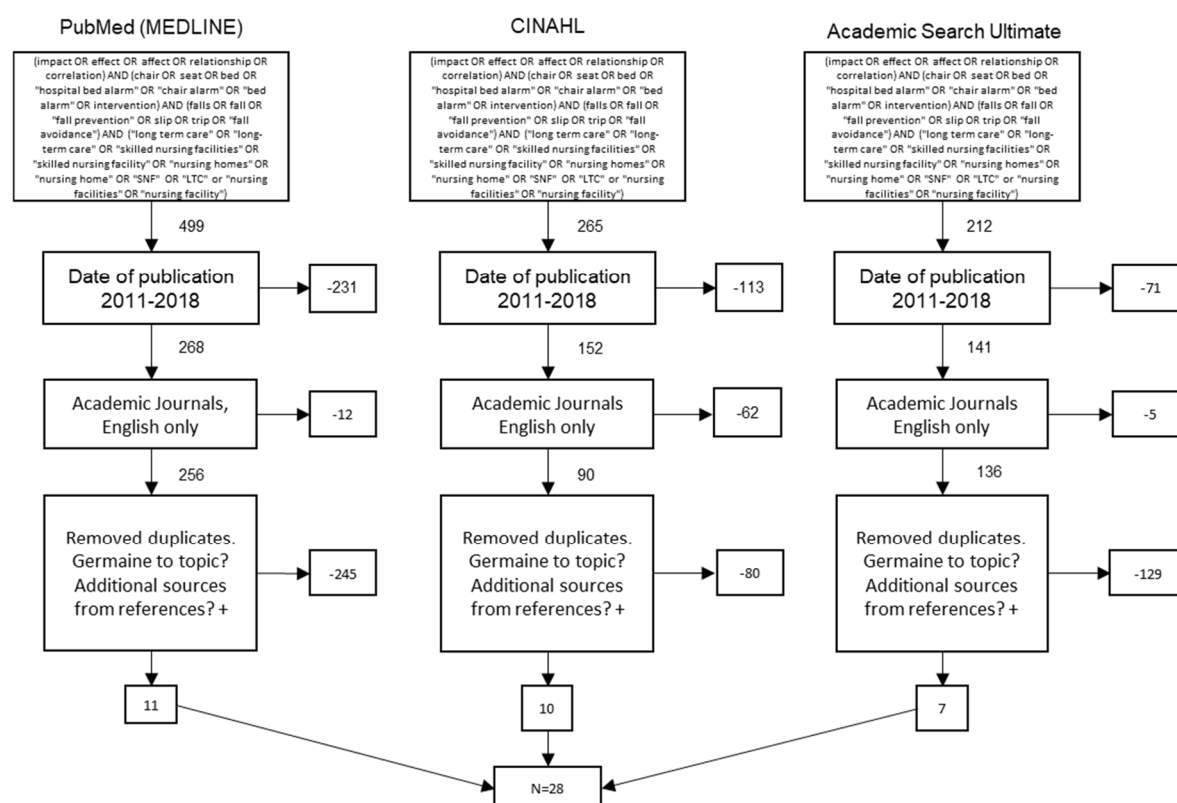 PubMed (MEDLINE)
(impact OR effect OR affect OR relationship OR
correlation) AND (chair OR seat OR bed OR
"hospital bed alarm" OR "chair alarm" OR "bed
alarm" OR intervention) AND (falls OR fall OR
"fall prevention" OR slip OR trip OR "fall
avoidance") AND ("long term care" OR "long-
term care" OR "skilled nursing facilities" OR
"skilled nursing facility" OR "nursing homes" OR
"nursing home" OR "SNF" OR "LTC" or "nursing
facilities" OR "nursing facility")
499
Date of publication
2011-2018
-231
268
Academic Journals,
English only
-12
256
Removed duplicates.
Germaine to topic?
Additional sources
from references? +
-245
11
CINAHL
(impact OR effect OR affect OR relationship OR
correlation) AND (chair OR seat OR bed OR
"hospital bed alarm" OR "chair alarm" OR "bed
alarm" OR intervention) AND (falls OR fall OR
"fall prevention" OR slip OR trip OR "fall
avoidance") AND ("long term care" OR "long-
term care" OR "skilled nursing facilities" OR
"skilled nursing facility" OR "nursing homes" OR
"nursing home" OR "SNF" OR "LTC" or "nursing
facilities" OR "nursing facility")
265
Date of publication
2011-2018
-113
152
Academic Journals
English only
-62
90
Removed duplicates.
Germaine to topic?
Additional sources
from references? +
-80
10
Academic Search Ultimate
(impact OR effect OR affect OR relationship OR
correlation) AND (chair OR seat OR bed OR
"hospital bed alarm" OR "chair alarm" OR "bed
alarm" OR intervention) AND (falls OR fall OR
"fall prevention" OR slip OR trip OR "fall
avoidance") AND ("long term care" OR "long-
term care" OR "skilled nursing facilities" OR
"skilled nursing facility" OR "nursing homes" OR
"nursing home" OR "SNF" OR "LTC" or "nursing
facilities" OR "nursing facility")
212
Date of publication
2011-2018
-71
141
Academic Journals
English only
-5
136
Removed duplicates.
Germaine to topic?
Additional sources
from references? +
-129
7
N=28